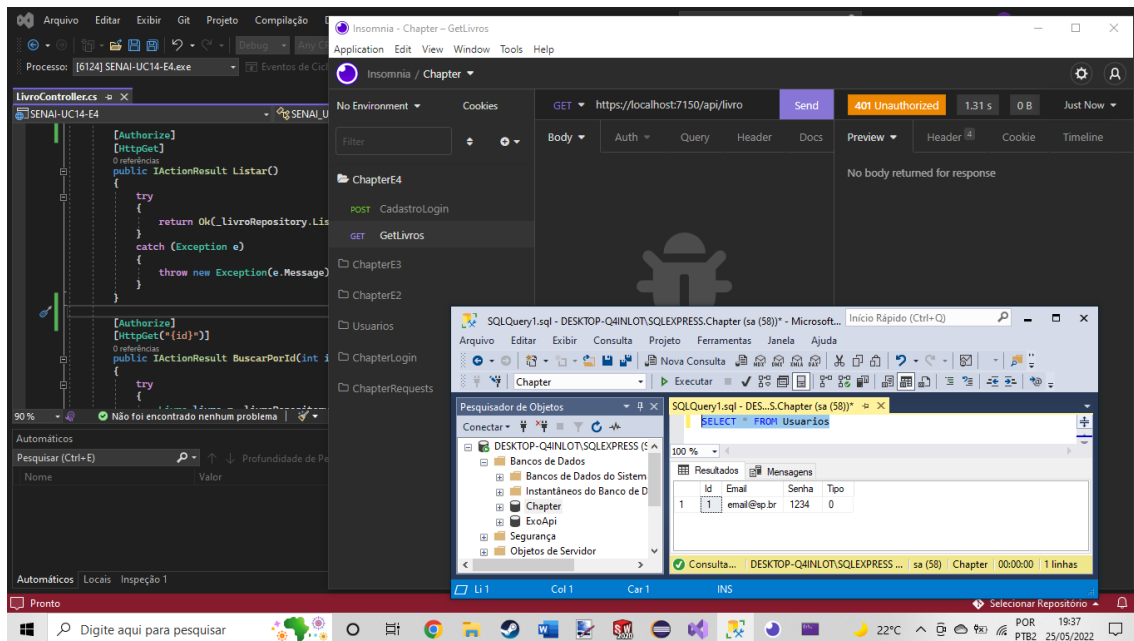 Arquivo Editar Exibir Git Projeto Compilação
Debug Any C
Processo: [6124] SENAI-UC14-E4.exe Eventos de Cicl
LivroController.cs
SENAI-UC14-E4 SENAI_U
[Authorize]
[HttpGet]
0 referências
public IActionResult Listar()
{
try
{
return Ok(_livroRepository.Lis
}
catch (Exception e)
{
throw new Exception(e.Message)
}
}
[Authorize]
[HttpGet("{id}")]
0 referências
public IActionResult BuscarPorId(int i
{
try
{
90 % Não foi encontrado nenhum problema
Automáticos
Pesquisar (Ctrl+E) Profundidade de Pe
Nome Valor
Automáticos Locais Inspeção 1
Pronto
Selecionar Repositório
Insomnia - Chapter – GetLivros
Application Edit View Window Tools Help
Insomnia / Chapter
No Environment Cookies
GET https://localhost:7150/api/livro Send
401 Unauthorized 1.31 s 0 B Just Now
Filter
Body Auth Query Header Docs
Preview Header 4 Cookie Timeline
No body returned for response
ChapterE4
POST CadastroLogin
GET GetLivros
ChapterE3
ChapterE2
Usuarios
ChapterLogin
ChapterRequests
SQLQuery1.sql - DESKTOP-Q4INLOT\SQLEXPRESS.Chapter (sa (58))* - Microsoft... Início Rápido (Ctrl+Q)
Arquivo Editar Exibir Consulta Projeto Ferramentas Janela Ajuda
Nova Consulta
Chapter Executar
Pesquisador de Objetos
Conectar
DESKTOP-Q4INLOT\SQLEXPRESS (S
Bancos de Dados
Bancos de Dados do Sistem
Instantâneos do Banco de D
Chapter
ExoApi
Segurança
Objetos de Servidor
SQLQuery1.sql - DES...S.Chapter (sa (58))*
SELECT * FROM Usuarios
100 %
Resultados Mensagens
Id Email Senha Tipo
1 1 email@sp.br 1234 0
Consulta... DESKTOP-Q4INLOT\SQLEXPRESS ... sa (58) Chapter 00:00:00 1 linhas
Li 1 Col 1 Car 1 INS
Digite aqui para pesquisar
22°C
POR
PTB2
19:37
25/05/2022